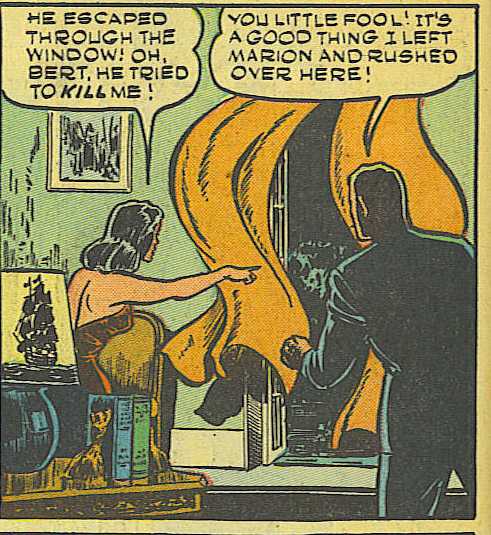 HE ESCAPED
THROUGH THE
WINDOW! OH,
BERT, HE TRIED
TO KILL ME!
YOU LITTLE FOOL! IT'S
A GOOD THING I LEFT
MARION AND RUSHED
OVER HERE!